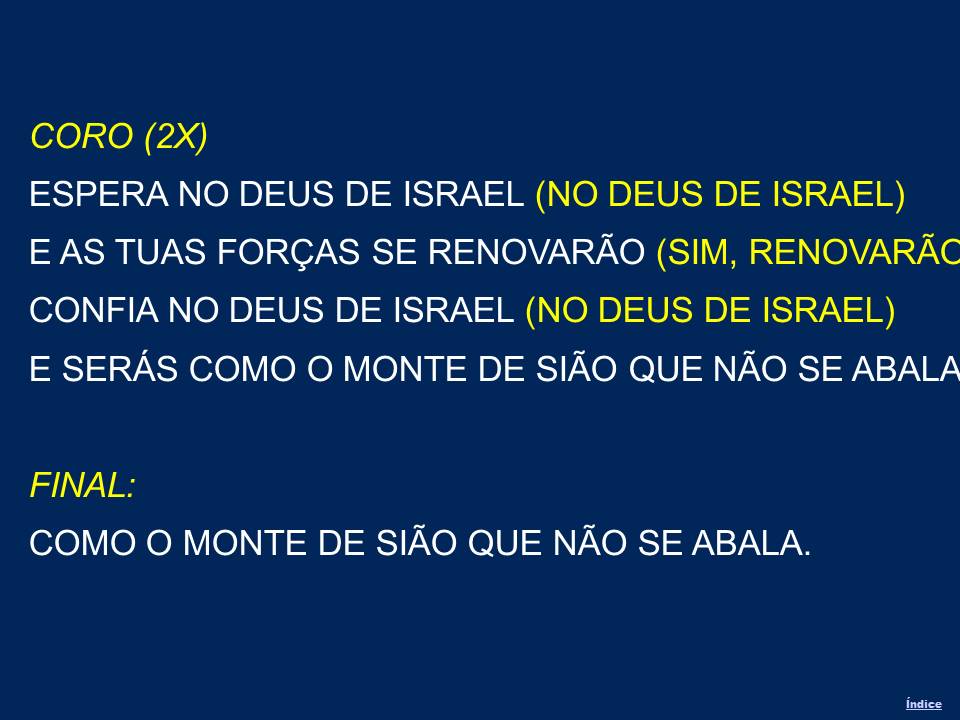 CORO (2X)
ESPERA NO DEUS DE ISRAEL (NO DEUS DE ISRAEL)
E AS TUAS FORÇAS SE RENOVARÃO (SIM, RENOVARÃO
CONFIA NO DEUS DE ISRAEL (NO DEUS DE ISRAEL)
E SERÁS COMO O MONTE DE SIÃO QUE NÃO SE ABALA
FINAL:
COMO O MONTE DE SIÃO QUE NÃO SE ABALA.
Índice